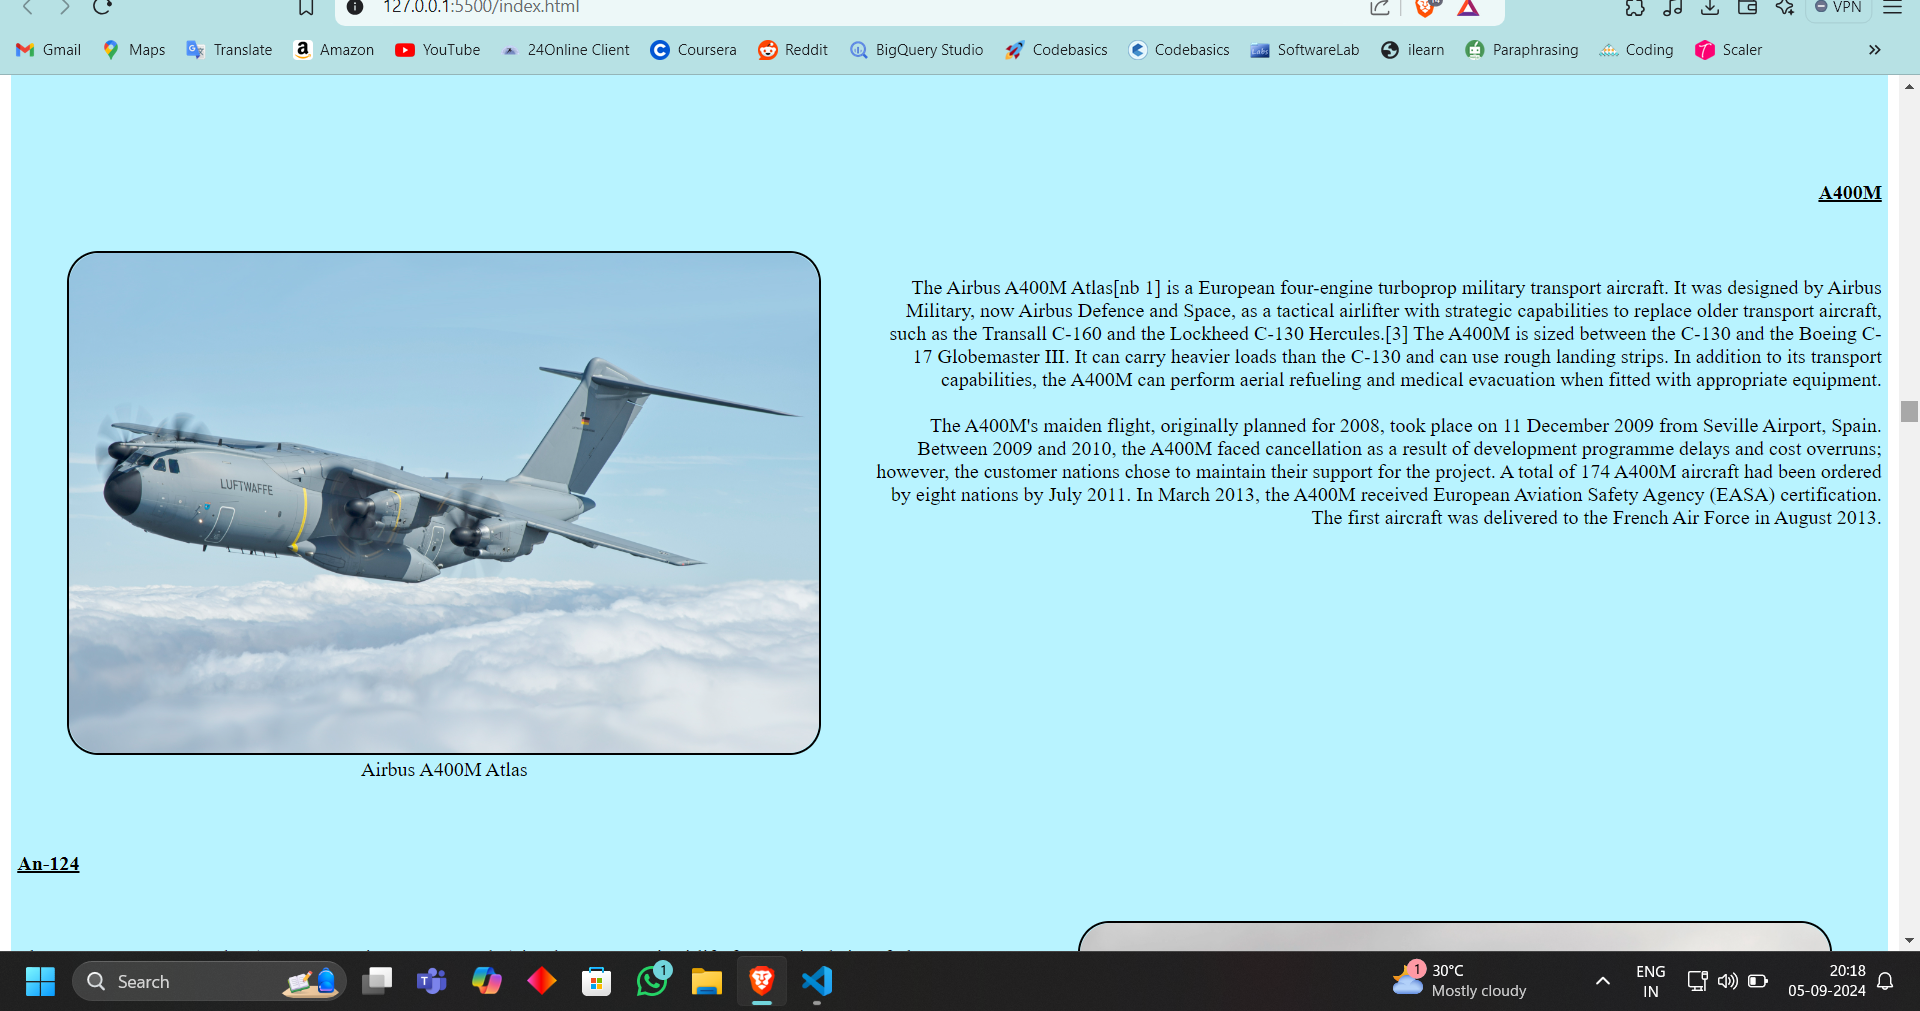 127.0.0.1:5500/index.html
VPN
Gmail
Maps
Translate
Amazon
YouTube
24Online Client
Coursera
Reddit
BigQuery Studio
Codebasics
Codebasics
SoftwareLab
ilearn
Paraphrasing
Coding
Scaler
A400M
The Airbus A400M Atlas[nb 1] is a European four-engine turboprop military transport aircraft. It was designed by Airbus
Military, now Airbus Defence and Space, as a tactical airlifter with strategic capabilities to replace older transport aircraft,
such as the Transall C-160 and the Lockheed C-130 Hercules.[3] The A400M is sized between the C-130 and the Boeing C-
17 Globemaster III. It can carry heavier loads than the C-130 and can use rough landing strips. In addition to its transport
capabilities, the A400M can perform aerial refueling and medical evacuation when fitted with appropriate equipment.
The A400M's maiden flight, originally planned for 2008, took place on 11 December 2009 from Seville Airport, Spain.
Between 2009 and 2010, the A400M faced cancellation as a result of development programme delays and cost overruns;
however, the customer nations chose to maintain their support for the project. A total of 174 A400M aircraft had been ordered
by eight nations by July 2011. In March 2013, the A400M received European Aviation Safety Agency (EASA) certification.
The first aircraft was delivered to the French Air Force in August 2013.
LUFTWAFFE
Airbus A400M Atlas
An-124
Search
1
1
30°C
Mostly cloudy
ENG
IN
20:18
05-09-2024